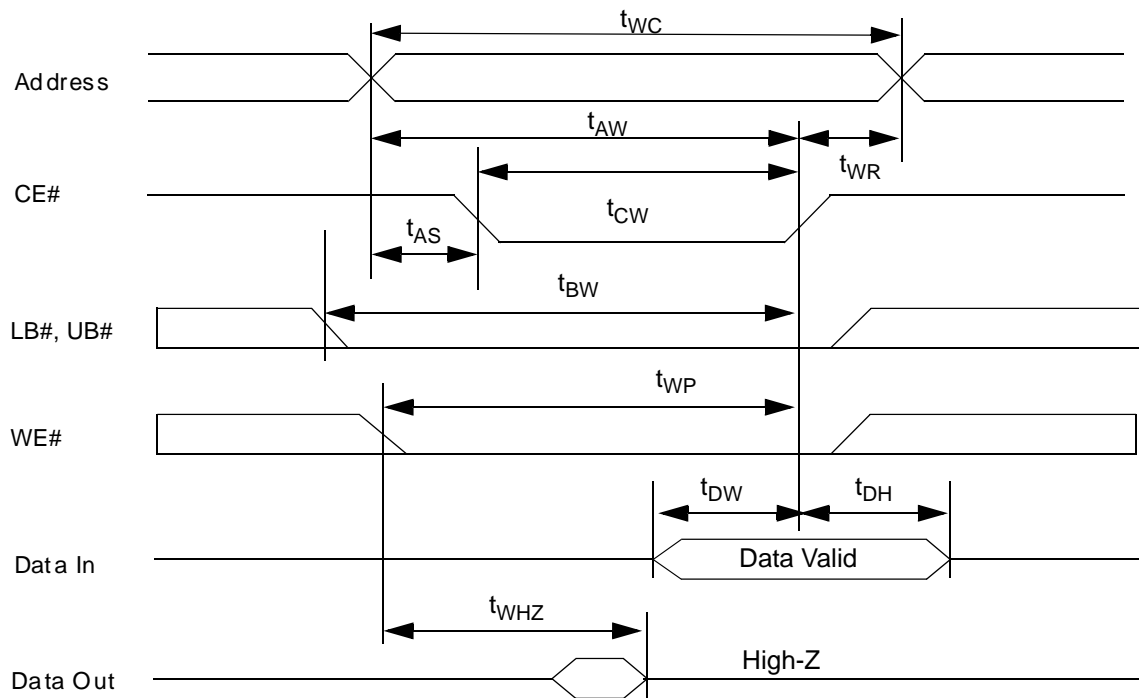 tWC
Address
tAW
tWR
CE#
tCW
tAS
tBW
LB#, UB#
tWP
WE#
tDW
tDH
Data In
Data Valid
tWHZ
High-Z
Data Out